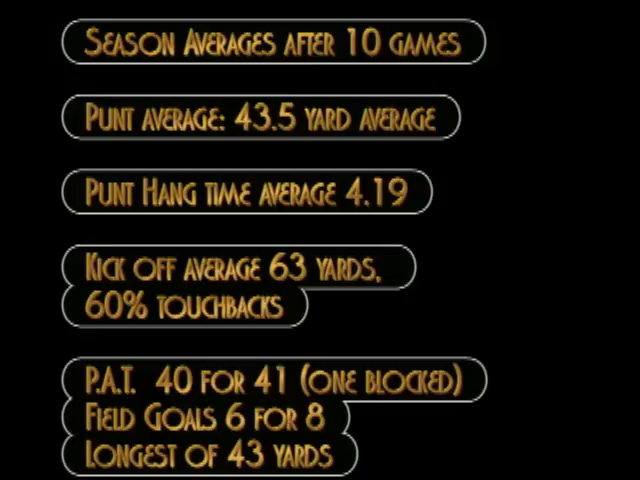 Season Averages after 10 games
Punt average: 43.5 yard average
Punt Hang time average 4.19
Kick off average 63 yards,
60% touchbacks
P.A.T. 40 for 41 (one blocked)
Field Goals 6 for 8
Longest of 43 yards